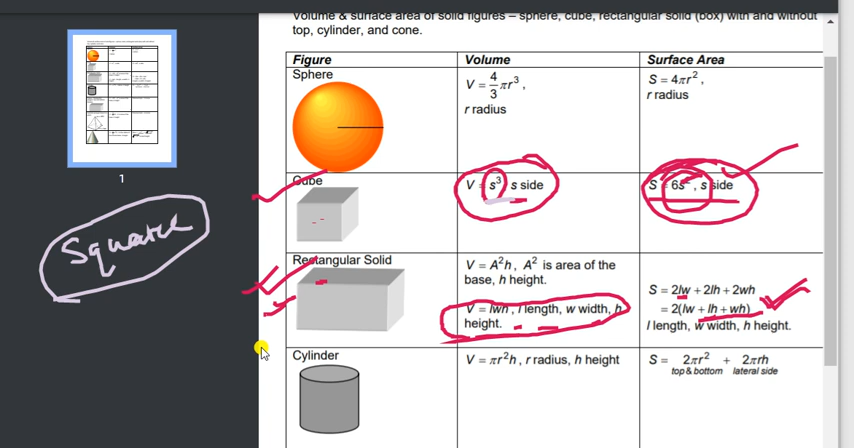 Volume & surface area of solid figures – sphere, cube, rectangular solid (box) with and without
top, cylinder, and cone.
Figure Volume Surface Area
Sphere
V = 4/3 πr³,
r radius
S = 4πr²,
r radius
Cube
V = s³, s side
S = 6s², s side
Rectangular Solid
V = A²h, A² is area of the
base, h height.
V = lwh, l length, w width, h
height.
S = 2lw + 2lh + 2wh
= 2(lw + lh + wh)
l length, w width, h height.
Cylinder
V = πr²h, r radius, h height
S = 2πr² + 2πrh
top & bottom lateral side
1